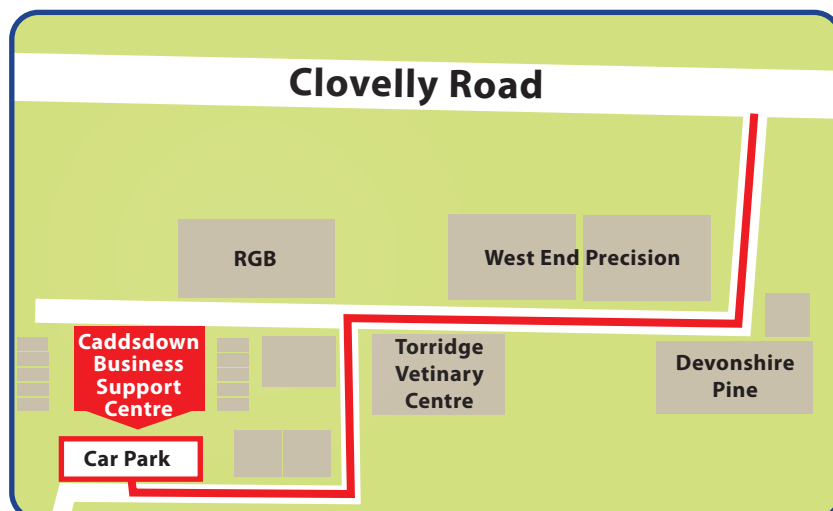 Clovelly Road
RGB
West End Precision
Caddsdown
Business
Support
Centre
Torridge
Vetinary
Centre
Devonshire
Pine
Car Park